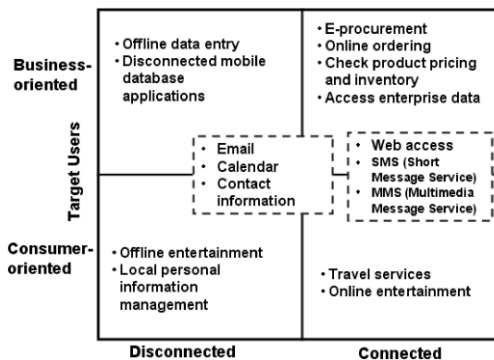 Business-
oriented
Target Users
Consumer-
oriented
• Offline data entry
• Disconnected mobile
database
applications
• E-procurement
• Online ordering
• Check product pricing
and inventory
• Access enterprise data
• Email
• Calendar
• Contact
information
• Web access
• SMS (Short
Message Service)
• MMS (Multimedia
Message Service)
• Offline entertainment
• Local personal
information
management
• Travel services
• Online entertainment
Disconnected
Connected